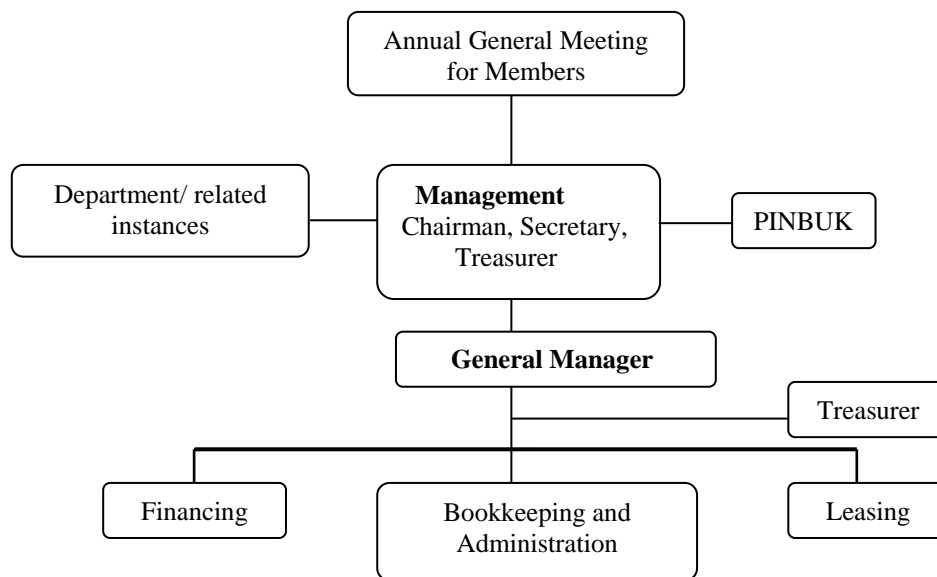 Annual General Meeting
for Members
Department/ related
instances
Management
Chairman, Secretary,
Treasurer
PINBUK
General Manager
Treasurer
Financing
Bookkeeping and
Administration
Leasing